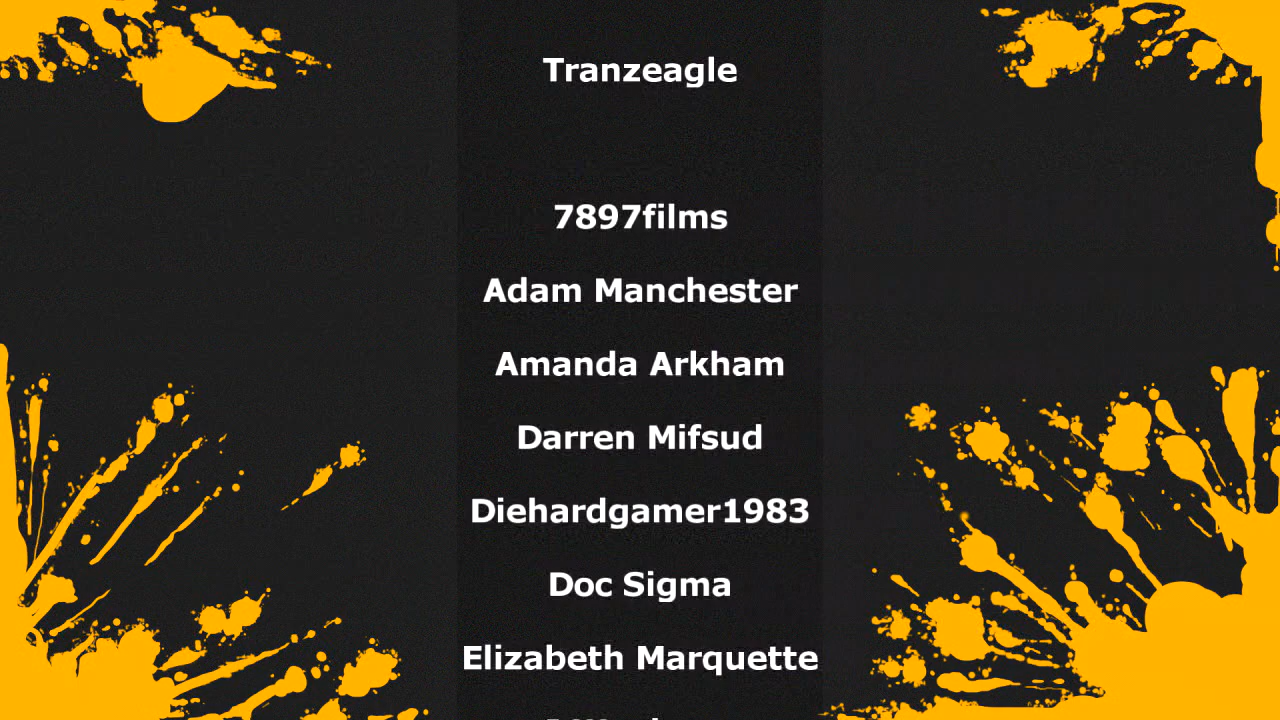 Tranzeagle
7897films
Adam Manchester
Amanda Arkham
Darren Mifsud
Diehardgamer1983
Doc Sigma
Elizabeth Marquette